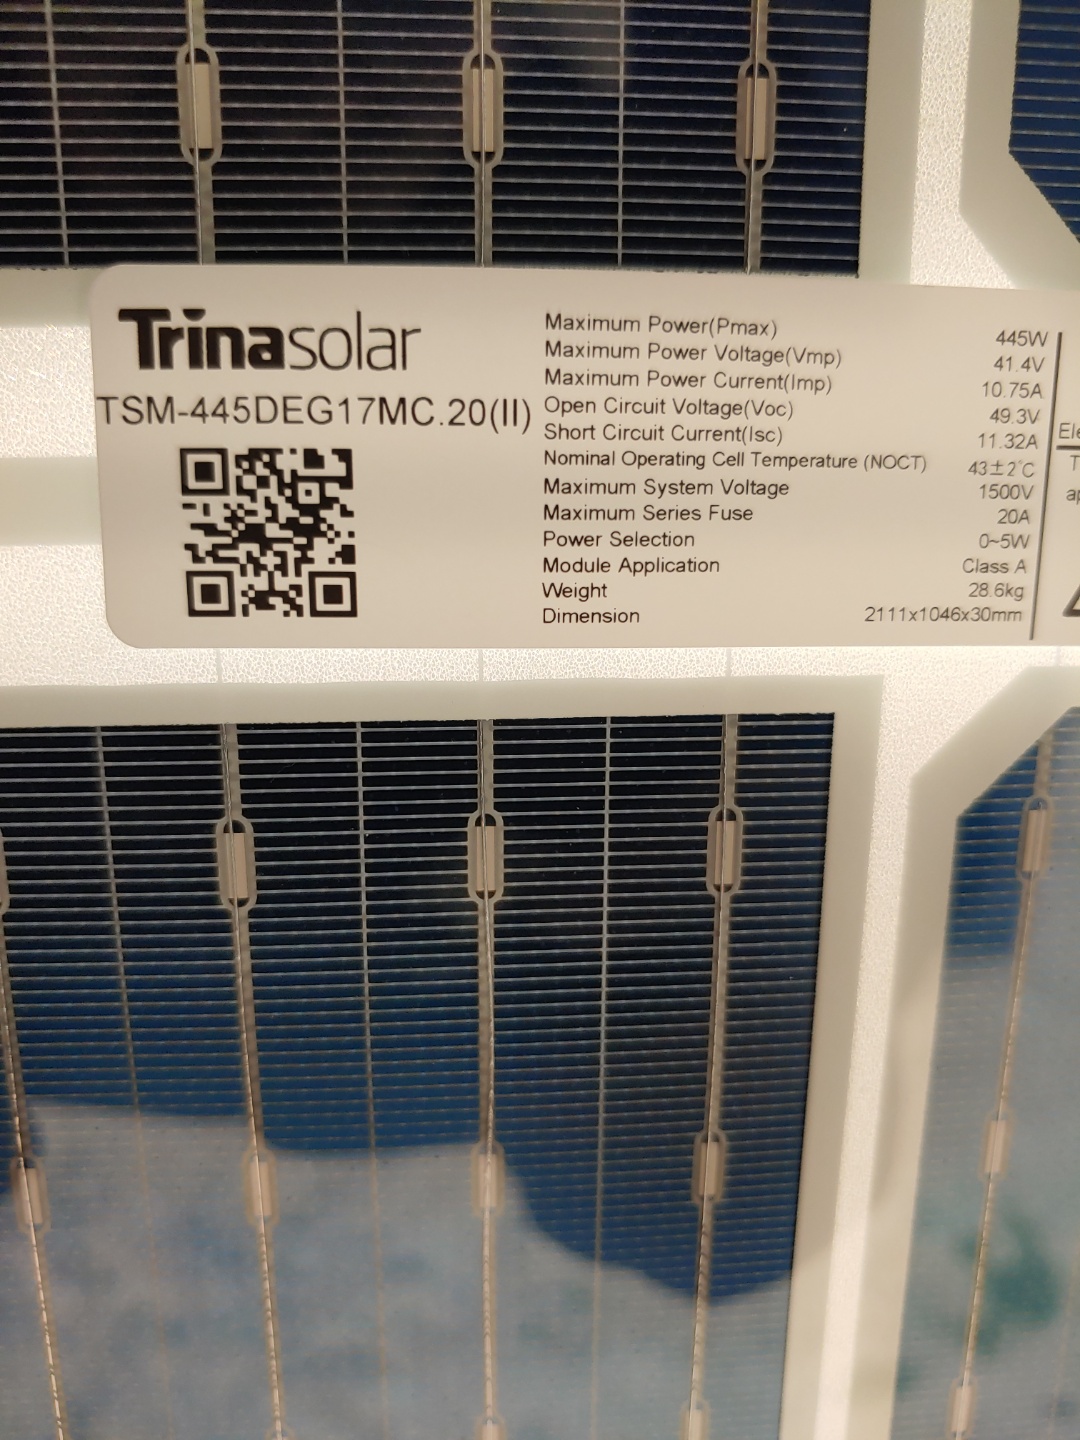 Trinasolar
TSM-445DEG17MC.20(II)
Maximum Power(Pmax) 445W
Maximum Power Voltage(Vmp) 41.4V
Maximum Power Current(Imp) 10.75A
Open Circuit Voltage(Voc) 49.3V
Short Circuit Current(Isc) 11.32A
Nominal Operating Cell Temperature (NOCT) 43±2°C
Maximum System Voltage 1500V
Maximum Series Fuse 20A
Power Selection 0~5W
Module Application Class A
Weight 28.6kg
Dimension 2111x1046x30mm